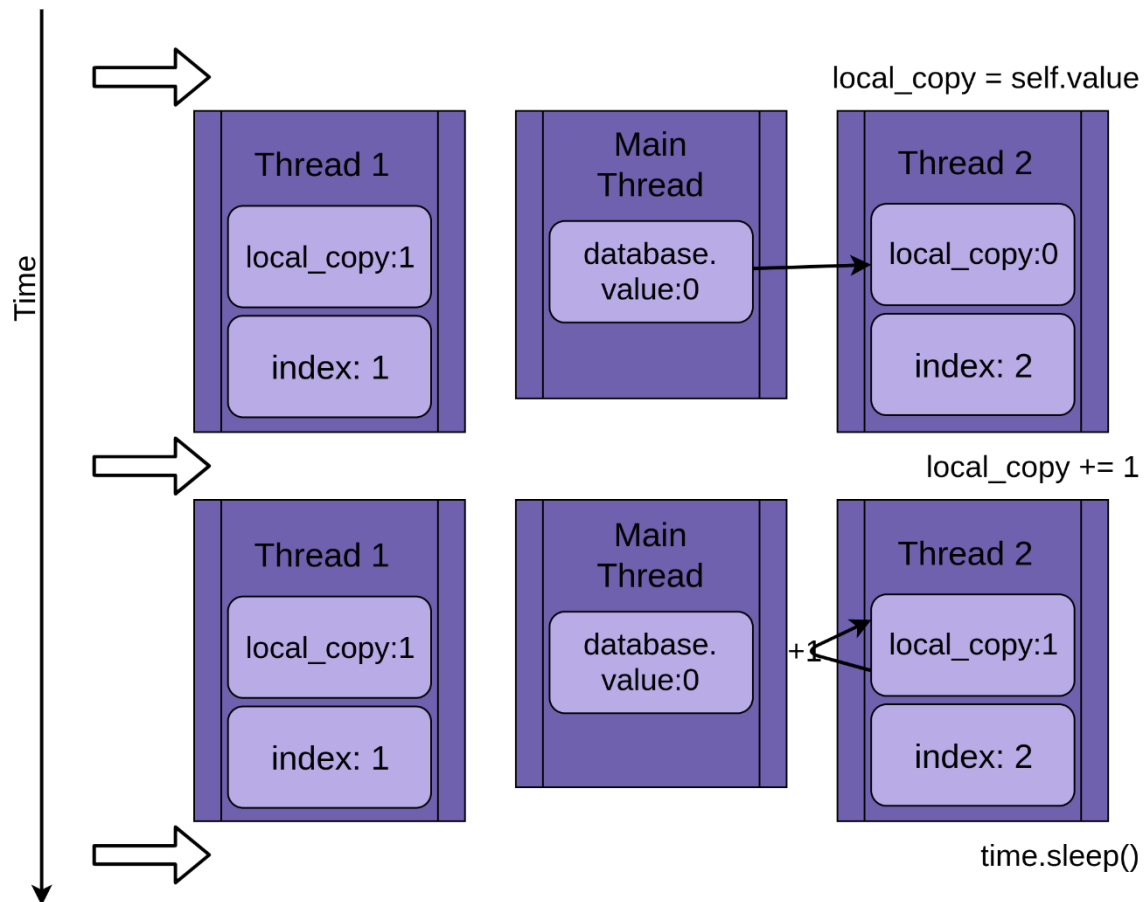 Time
local_copy = self.value
Thread 1
local_copy:1
index: 1
Main
Thread
database.
value:0
Thread 2
local_copy:0
index: 2
local_copy += 1
Thread 1
local_copy:1
index: 1
Main
Thread
database.
value:0
+1
Thread 2
local_copy:1
index: 2
time.sleep()